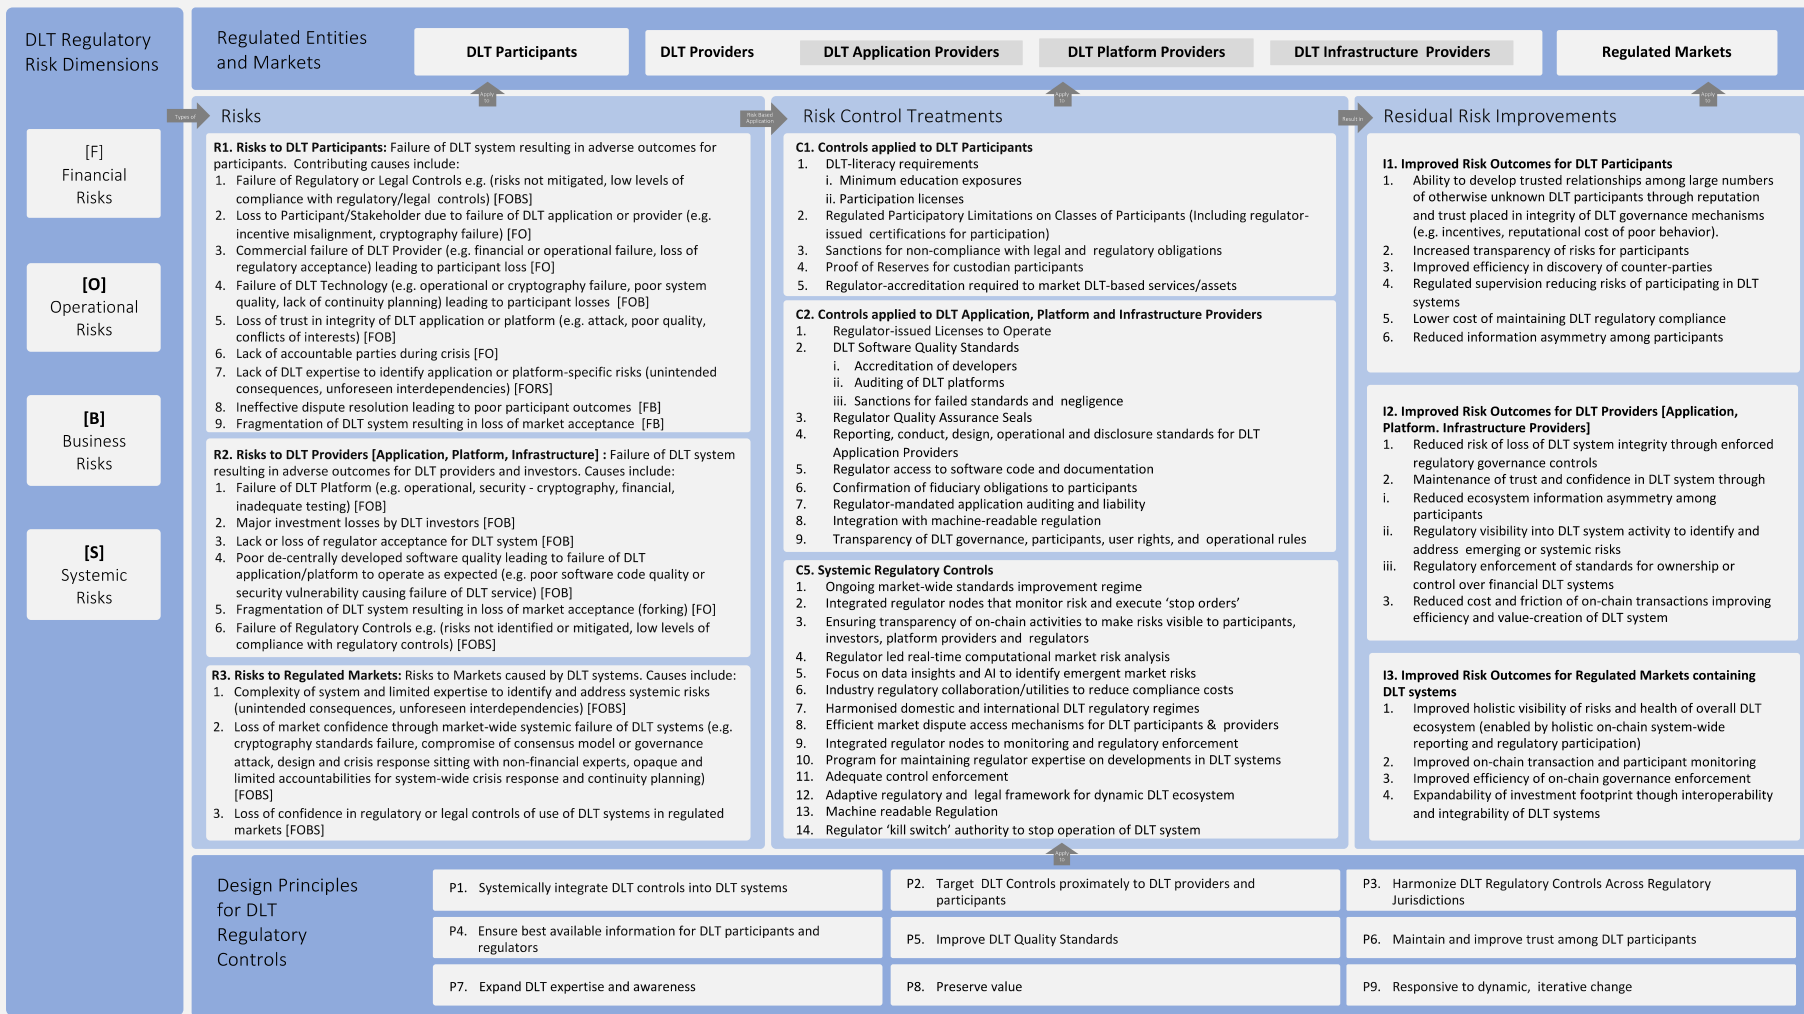 DLT Regulatory
Risk Dimensions
[F]
Financial
Risks
[O]
Operational
Risks
[B]
Business
Risks
[S]
Systemic
Risks
Regulated Entities
and Markets
DLT Participants
DLT Providers
DLT Application Providers
DLT Platform Providers
DLT Infrastructure Providers
Regulated Markets
Apply
to
Apply
to
Apply
to
Types of
Risks
R1. Risks to DLT Participants: Failure of DLT system resulting in adverse outcomes for
participants. Contributing causes include:
1. Failure of Regulatory or Legal Controls e.g. (risks not mitigated, low levels of
compliance with regulatory/legal controls) [FOBS]
2. Loss to Participant/Stakeholder due to failure of DLT application or provider (e.g.
incentive misalignment, cryptography failure) [FO]
3. Commercial failure of DLT Provider (e.g. financial or operational failure, loss of
regulatory acceptance) leading to participant loss [FO]
4. Failure of DLT Technology (e.g. operational or cryptography failure, poor system
quality, lack of continuity planning) leading to participant losses [FOB]
5. Loss of trust in integrity of DLT application or platform (e.g. attack, poor quality,
conflicts of interests) [FOB]
6. Lack of accountable parties during crisis [FO]
7. Lack of DLT expertise to identify application or platform-specific risks (unintended
consequences, unforeseen interdependencies) [FORS]
8. Ineffective dispute resolution leading to poor participant outcomes [FB]
9. Fragmentation of DLT system resulting in loss of market acceptance [FB]
R2. Risks to DLT Providers [Application, Platform, Infrastructure] : Failure of DLT system
resulting in adverse outcomes for DLT providers and investors. Causes include:
1. Failure of DLT Platform (e.g. operational, security - cryptography, financial,
inadequate testing) [FOB]
2. Major investment losses by DLT investors [FOB]
3. Lack or loss of regulator acceptance for DLT system [FOB]
4. Poor de-centrally developed software quality leading to failure of DLT
application/platform to operate as expected (e.g. poor software code quality or
security vulnerability causing failure of DLT service) [FOB]
5. Fragmentation of DLT system resulting in loss of market acceptance (forking) [FO]
6. Failure of Regulatory Controls e.g. (risks not identified or mitigated, low levels of
compliance with regulatory controls) [FOBS]
R3. Risks to Regulated Markets: Risks to Markets caused by DLT systems. Causes include:
1. Complexity of system and limited expertise to identify and address systemic risks
(unintended consequences, unforeseen interdependencies) [FOBS]
2. Loss of market confidence through market-wide systemic failure of DLT systems (e.g.
cryptography standards failure, compromise of consensus model or governance
attack, design and crisis response sitting with non-financial experts, opaque and
limited accountabilities for system-wide crisis response and continuity planning)
[FOBS]
3. Loss of confidence in regulatory or legal controls of use of DLT systems in regulated
markets [FOBS]
Risk Based
Application
Risk Control Treatments
C1. Controls applied to DLT Participants
1. DLT-literacy requirements
i. Minimum education exposures
ii. Participation licenses
2. Regulated Participatory Limitations on Classes of Participants (Including regulator-
issued certifications for participation)
3. Sanctions for non-compliance with legal and regulatory obligations
4. Proof of Reserves for custodian participants
5. Regulator-accreditation required to market DLT-based services/assets
C2. Controls applied to DLT Application, Platform and Infrastructure Providers
1. Regulator-issued Licenses to Operate
2. DLT Software Quality Standards
i. Accreditation of developers
ii. Auditing of DLT platforms
iii. Sanctions for failed standards and negligence
3. Regulator Quality Assurance Seals
4. Reporting, conduct, design, operational and disclosure standards for DLT
Application Providers
5. Regulator access to software code and documentation
6. Confirmation of fiduciary obligations to participants
7. Regulator-mandated application auditing and liability
8. Integration with machine-readable regulation
9. Transparency of DLT governance, participants, user rights, and operational rules
C5. Systemic Regulatory Controls
1. Ongoing market-wide standards improvement regime
2. Integrated regulator nodes that monitor risk and execute ‘stop orders’
3. Ensuring transparency of on-chain activities to make risks visible to participants,
investors, platform providers and regulators
4. Regulator led real-time computational market risk analysis
5. Focus on data insights and AI to identify emergent market risks
6. Industry regulatory collaboration/utilities to reduce compliance costs
7. Harmonised domestic and international DLT regulatory regimes
8. Efficient market dispute access mechanisms for DLT participants & providers
9. Integrated regulator nodes to monitoring and regulatory enforcement
10. Program for maintaining regulator expertise on developments in DLT systems
11. Adequate control enforcement
12. Adaptive regulatory and legal framework for dynamic DLT ecosystem
13. Machine readable Regulation
14. Regulator ‘kill switch’ authority to stop operation of DLT system
Result in
Residual Risk Improvements
I1. Improved Risk Outcomes for DLT Participants
1. Ability to develop trusted relationships among large numbers
of otherwise unknown DLT participants through reputation
and trust placed in integrity of DLT governance mechanisms
(e.g. incentives, reputational cost of poor behavior).
2. Increased transparency of risks for participants
3. Improved efficiency in discovery of counter-parties
4. Regulated supervision reducing risks of participating in DLT
systems
5. Lower cost of maintaining DLT regulatory compliance
6. Reduced information asymmetry among participants
I2. Improved Risk Outcomes for DLT Providers [Application,
Platform. Infrastructure Providers]
1. Reduced risk of loss of DLT system integrity through enforced
regulatory governance controls
2. Maintenance of trust and confidence in DLT system through
i. Reduced ecosystem information asymmetry among
participants
ii. Regulatory visibility into DLT system activity to identify and
address emerging or systemic risks
iii. Regulatory enforcement of standards for ownership or
control over financial DLT systems
3. Reduced cost and friction of on-chain transactions improving
efficiency and value-creation of DLT system
I3. Improved Risk Outcomes for Regulated Markets containing
DLT systems
1. Improved holistic visibility of risks and health of overall DLT
ecosystem (enabled by holistic on-chain system-wide
reporting and regulatory participation)
2. Improved on-chain transaction and participant monitoring
3. Improved efficiency of on-chain governance enforcement
4. Expandability of investment footprint though interoperability
and integrability of DLT systems
Apply
to
Design Principles
for DLT
Regulatory
Controls
P1. Systemically integrate DLT controls into DLT systems
P2. Target DLT Controls proximately to DLT providers and
participants
P3. Harmonize DLT Regulatory Controls Across Regulatory
Jurisdictions
P4. Ensure best available information for DLT participants and
regulators
P5. Improve DLT Quality Standards
P6. Maintain and improve trust among DLT participants
P7. Expand DLT expertise and awareness
P8. Preserve value
P9. Responsive to dynamic, iterative change